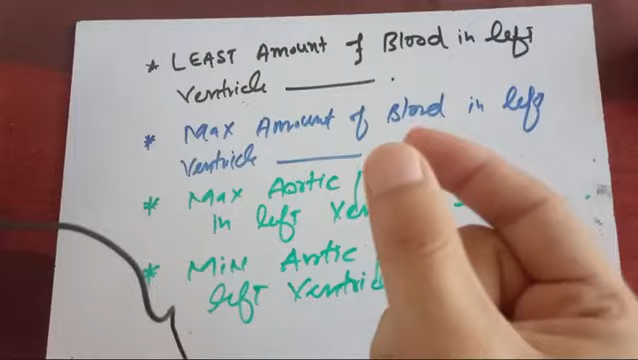 * LEAST Amount of Blood in left
Ventricle ______ .
* Max Amount of Blood in left
Ventricle ______
* Max Aortic
in left Ven
* MiN Aortic
left Ventric